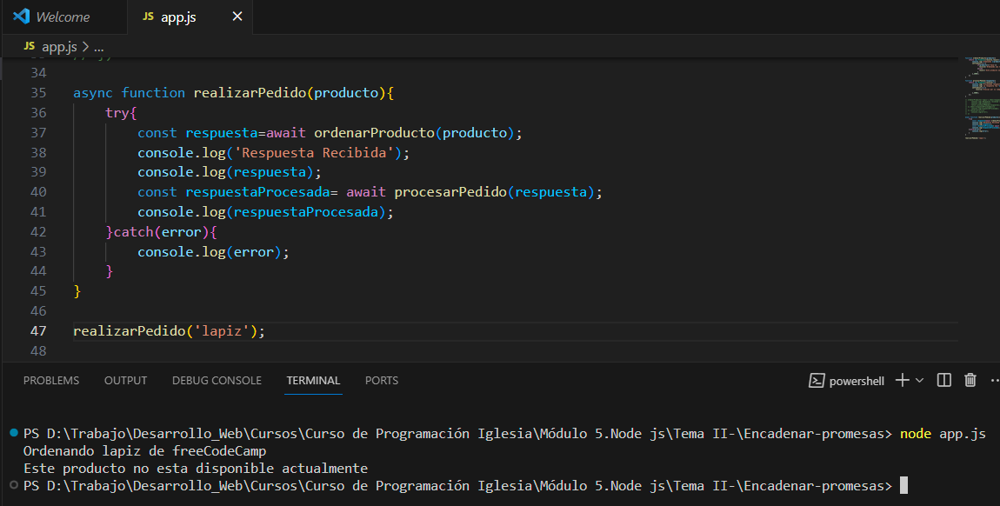 Welcome
JS app.js ×
JS app.js > ...
34
35 async function realizarPedido(producto){
36 try{
37 const respuesta=await ordenarProducto(producto);
38 console.log('Respuesta Recibida');
39 console.log(respuesta);
40 const respuestaProcesada= await procesarPedido(respuesta);
41 console.log(respuestaProcesada);
42 }catch(error){
43 console.log(error);
44 }
45 }
46
47 realizarPedido('lapiz');
48
PROBLEMS OUTPUT DEBUG CONSOLE TERMINAL PORTS
powershell
PS D:\Trabajo\Desarrollo_Web\Cursos\Curso de Programación Iglesia\Módulo 5.Node js\Tema II-\Encadenar-promesas> node app.js
Ordenando lapiz de freeCodeCamp
Este producto no esta disponible actualmente
PS D:\Trabajo\Desarrollo_Web\Cursos\Curso de Programación Iglesia\Módulo 5.Node js\Tema II-\Encadenar-promesas>